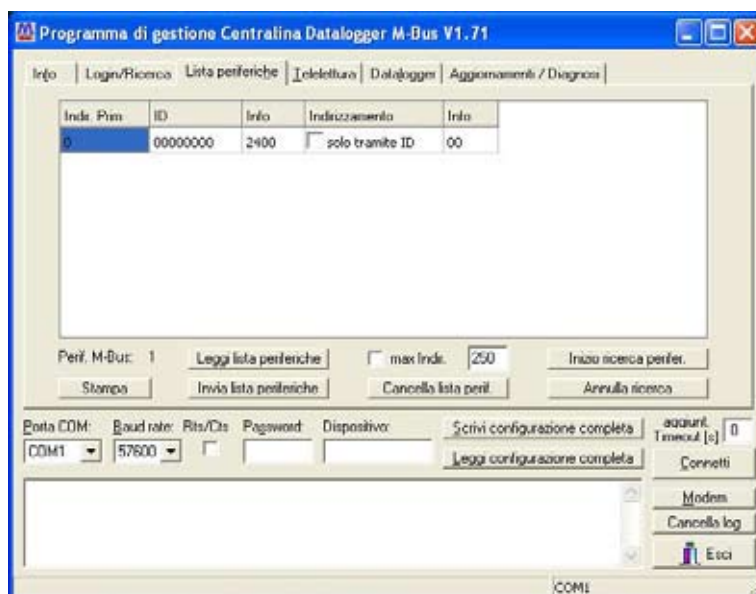 Programma di gestione Centralina Datalogger M-Bus V1.71
Info Login/Ricerca Lista periferiche Telelettura Datalogger Aggiornamenti / Diagnosi
Indir. Prim ID Info Indirizzamento Info
0 00000000 2400 solo tramite ID 00
Perif. M-Bus: 1 Leggi lista periferiche max Indir. 250 Inizio ricerca perifer.
Stampa Invia lista periferiche Cancella lista perif. Annulla ricerca
Porta COM: Baud rate: Rts/Cts Password: Dispositivo: Scrivi configurazione completa aggiunt. Timeout [s] 0
COM1 57600 Leggi configurazione completa Connetti
Modem
Cancella log
Esci
COM1